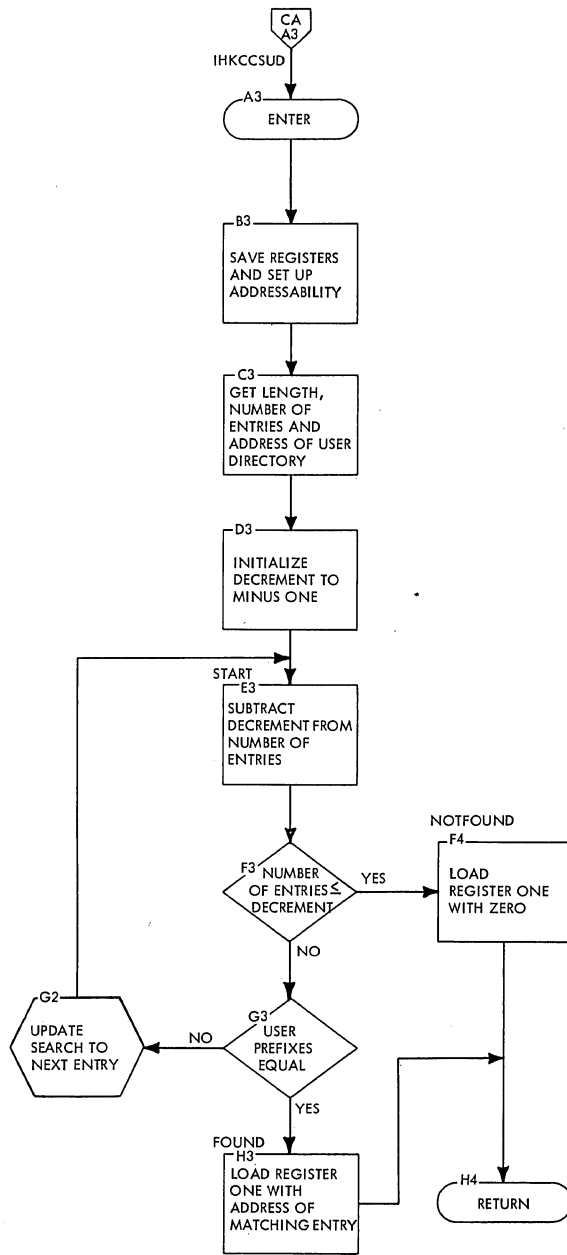 CA
A3
IHKCCSUD
A3
ENTER
B3
SAVE REGISTERS
AND SET UP
ADDRESSABILITY
C3
GET LENGTH,
NUMBER OF
ENTRIES AND
ADDRESS OF USER
DIRECTORY
D3
INITIALIZE
DECREMENT TO
MINUS ONE
START
E3
SUBTRACT
DECREMENT FROM
NUMBER OF
ENTRIES
F3
NUMBER
OF ENTRIES ≤
DECREMENT
YES
NO
NOTFOUND
F4
LOAD
REGISTER ONE
WITH ZERO
G3
USER
PREFIXES
EQUAL
NO
YES
G2
UPDATE
SEARCH TO
NEXT ENTRY
FOUND
H3
LOAD REGISTER
ONE WITH
ADDRESS OF
MATCHING ENTRY
H4
RETURN